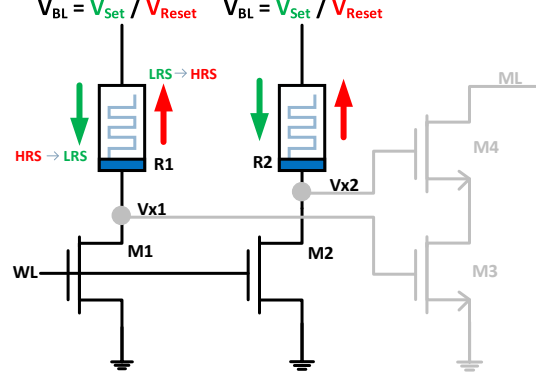 VBL = VSet / VReset
VBL = VSet / VReset
LRS → HRS
ML
HRS → LRS
R1
R2
M4
Vx1
Vx2
M1
M2
WL
M3